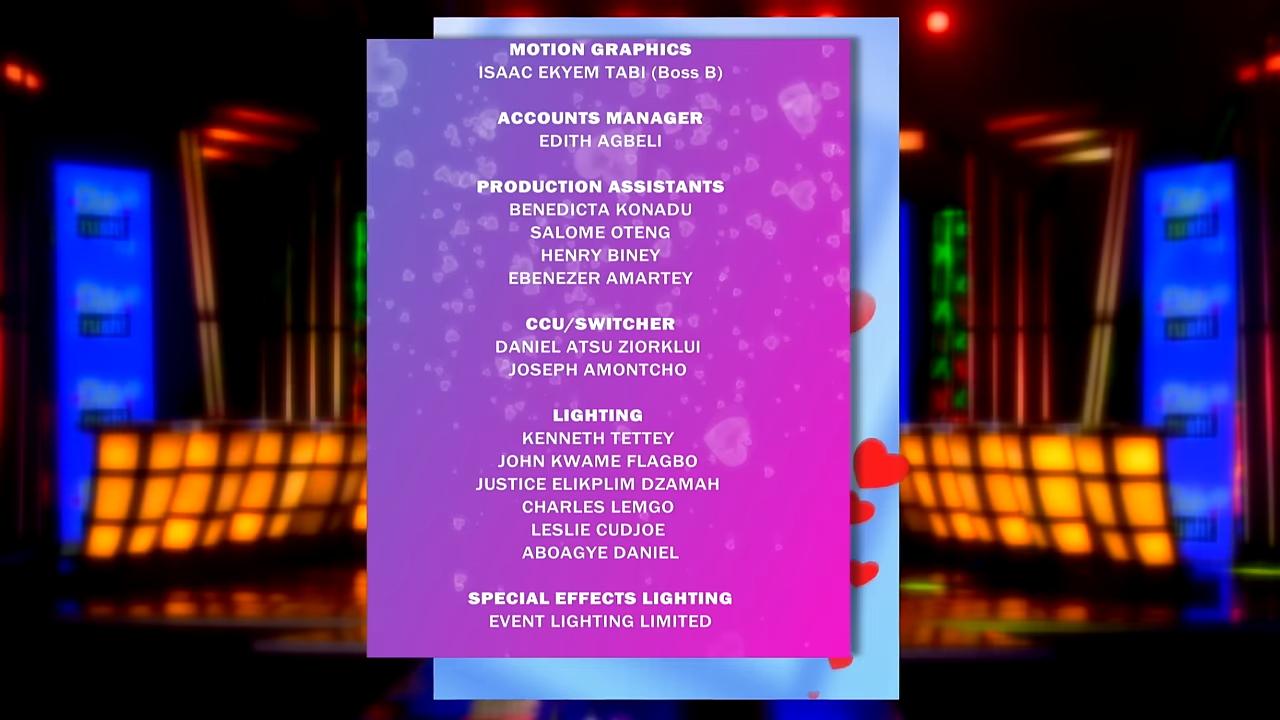 MOTION GRAPHICS
ISAAC EKYEM TABI (Boss B)
ACCOUNTS MANAGER
EDITH AGBELI
PRODUCTION ASSISTANTS
BENEDICTA KONADU
SALOME OTENG
HENRY BINEY
EBENEZER AMARTEY
CCU/SWITCHER
DANIEL ATSU ZIORKLUI
JOSEPH AMONTCHO
LIGHTING
KENNETH TETTEY
JOHN KWAME FLAGBO
JUSTICE ELIKPLIM DZAMAH
CHARLES LEMGO
LESLIE CUDJOE
ABOAGYE DANIEL
SPECIAL EFFECTS LIGHTING
EVENT LIGHTING LIMITED